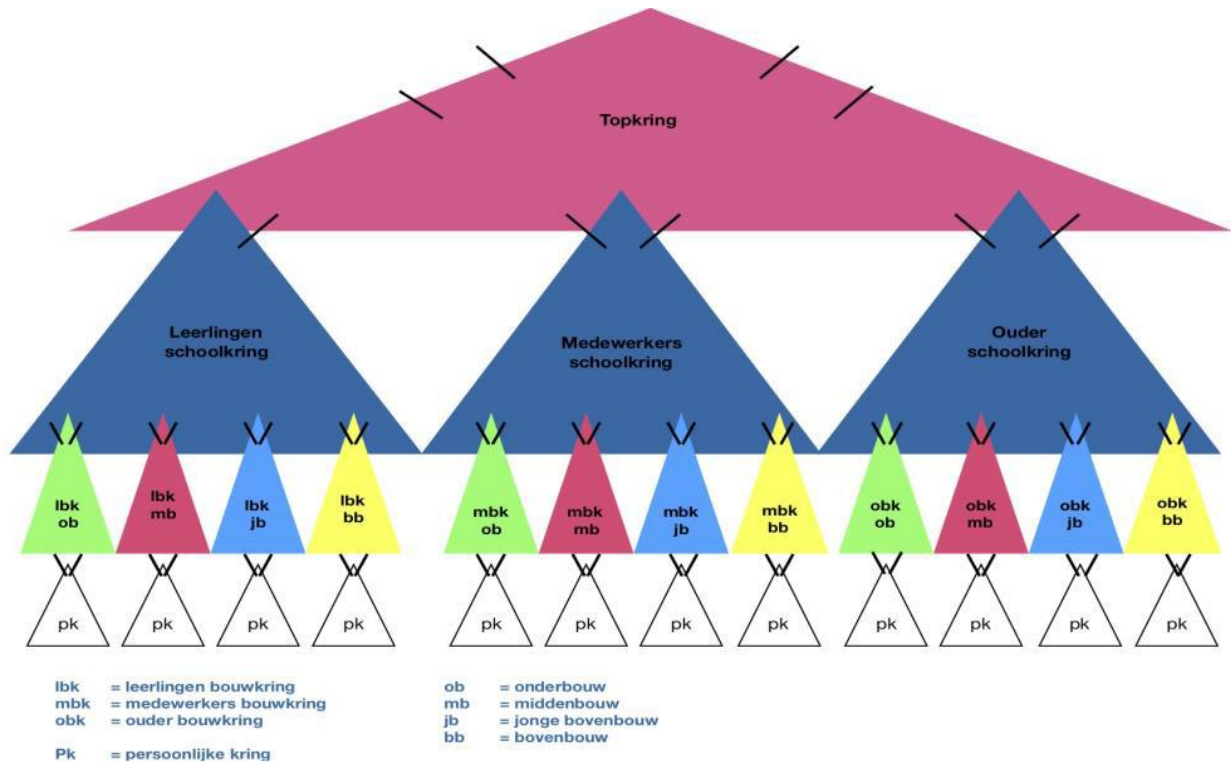 Topkring
Leerlingen
schoolkring
Medewerkers
schoolkring
Ouder
schoolkring
lbk
ob
lbk
mb
lbk
jb
lbk
bb
mbk
ob
mbk
mb
mbk
jb
mbk
bb
obk
ob
obk
mb
obk
jb
obk
bb
pk
pk
pk
pk
pk
pk
pk
pk
pk
pk
pk
pk
lbk = leerlingen bouwkring
mbk = medewerkers bouwkring
obk = ouder bouwkring
Pk = persoonlijke kring
ob = onderbouw
mb = middenbouw
jb = jonge bovenbouw
bb = bovenbouw